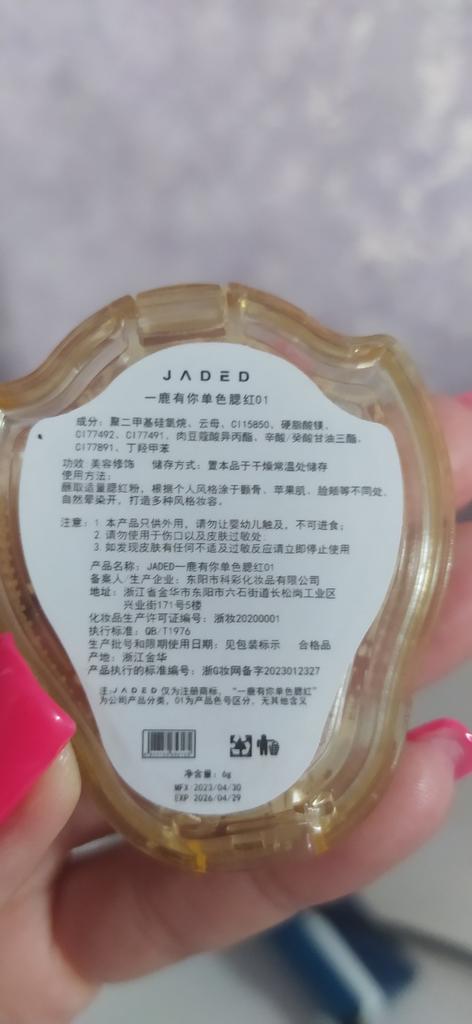 JADED
一鹿有你单色腮红01
成分：聚二甲基硅氧烷、云母、CI15850、硬脂酸镁、
CI77492、CI77491、肉豆蔻酸异丙酯、辛酸/癸酸甘油三酯、
CI77891、丁羟甲苯
功效 美容修饰 储存方式：置本品于干燥常温处储存
使用方法：
蘸取适量腮红粉，根据个人风格涂于颧骨、苹果肌、脸颊等不同处，
自然晕染开，打造多种风格妆容。
注意：1 本产品只供外用，请勿让婴幼儿触及，不可进食；
2. 请勿使用于伤口以及皮肤过敏处
3. 如发现皮肤有任何不适及过敏反应请立即停止使用
产品名称：JADED一鹿有你单色腮红01
备案人/生产企业：东阳市科彩化妆品有限公司
地址：浙江省金华市东阳市六石街道长松岗工业区
兴业街171号5楼
化妆品生产许可证编号：浙妆20200001
执行标准：QB/T1976
生产批号和限期使用日期：见包装标示 合格品
产地：浙江金华
产品执行的标准编号：浙G妆网备字2023012327
注：JADED 仅为注册商标，“一鹿有你单色腮红”
为公司产品分类，01为产品色号区分，无其他含义
净含量：6g
MFX 2023/04/30
EXP 2026/04/29